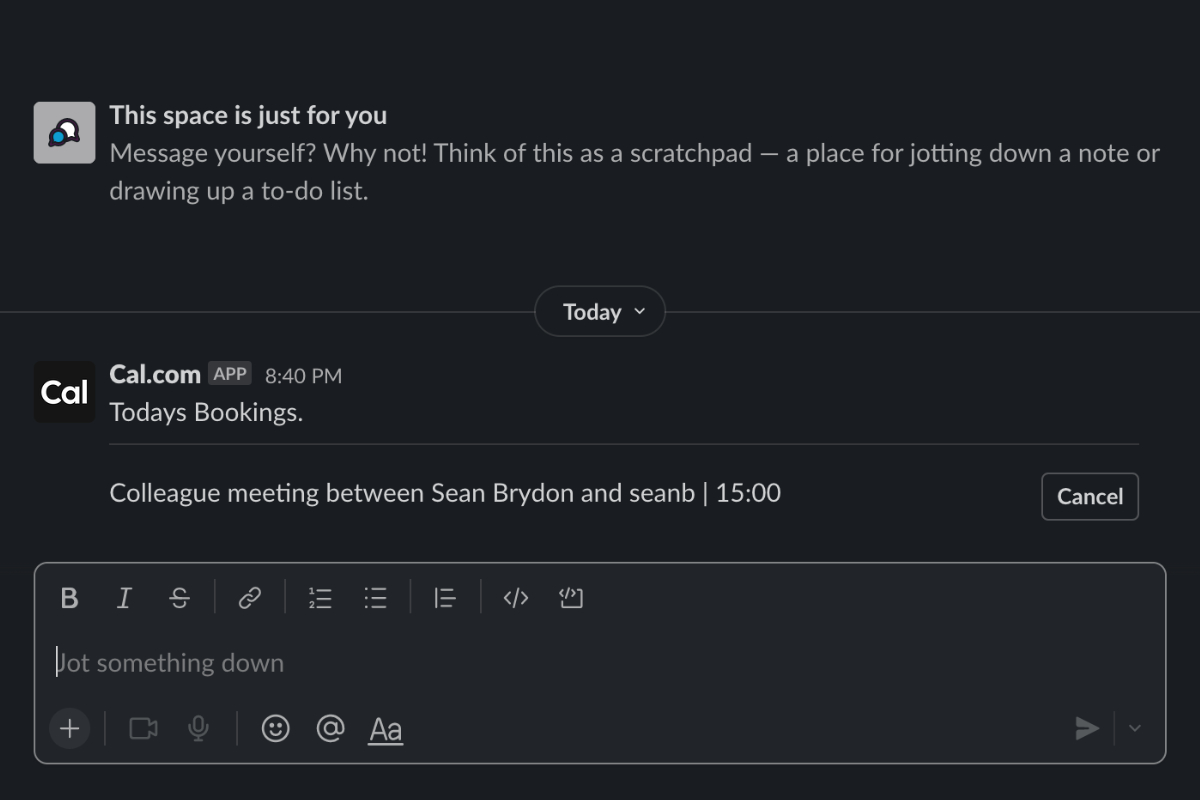 This space is just for you
Message yourself? Why not! Think of this as a scratchpad — a place for jotting down a note or
drawing up a to-do list.
Today
Cal
Cal.com APP 8:40 PM
Todays Bookings.
Colleague meeting between Sean Brydon and seanb | 15:00
Cancel
B I S
Jot something down
Aa